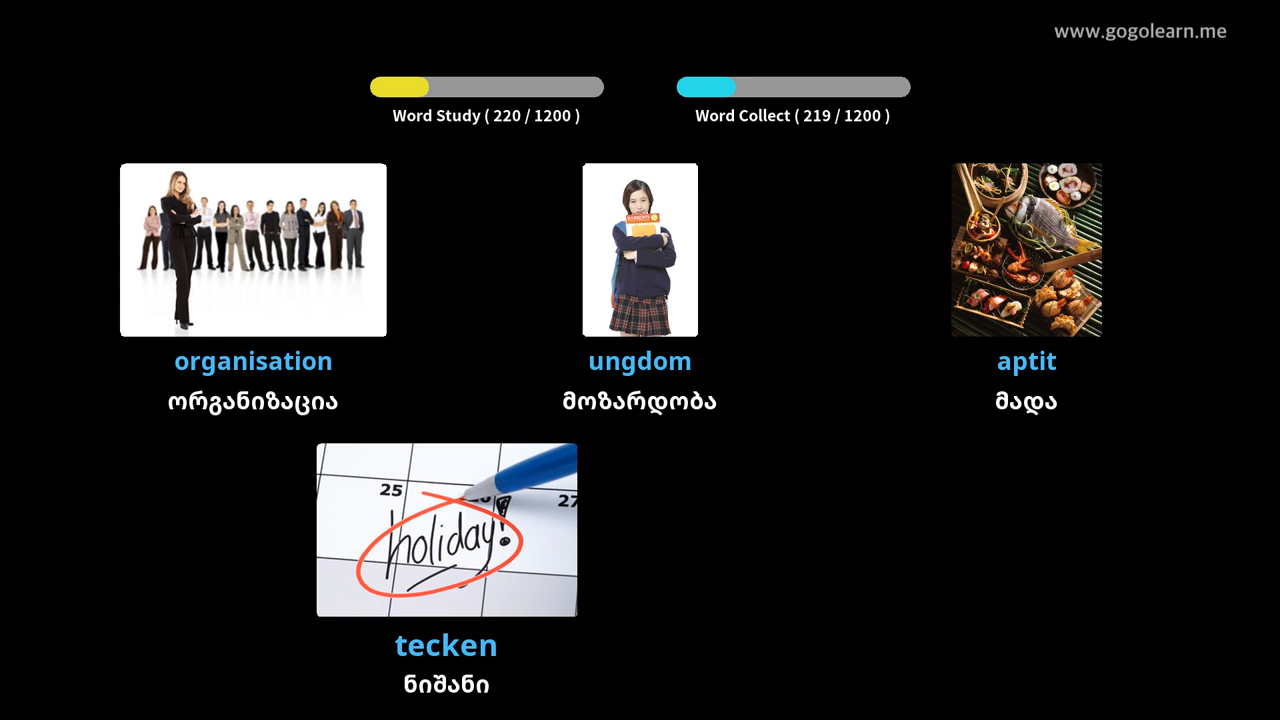 www.gogolearn.me
Word Study ( 220 / 1200 )
Word Collect ( 219 / 1200 )
BARRON'S
organisation
ungdom
aptit
ორგანიზაცია
მოზარდობა
მადა
25
27
holiday!
tecken
ნიშანი